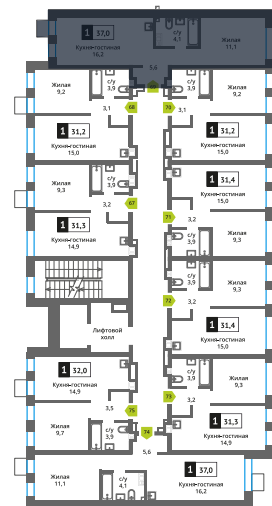 1 37,0
Кухня-гостиная
16,2
с/у
4,1
Жилая
11,1
5,6
Жилая
9,2
с/у
3,9
3,1
68
70
3,1
с/у
3,9
Жилая
9,2
1 31,2
Кухня-гостиная
15,0
1 31,2
Кухня-гостиная
15,0
Жилая
9,3
с/у
3,9
3,2
67
1 31,4
Кухня-гостиная
15,0
1 31,3
Кухня-гостиная
14,9
71
3,2
с/у
3,9
Жилая
9,3
с/у
3,9
Жилая
9,3
72
3,2
Лифтовой
холл
1 31,4
Кухня-гостиная
15,0
1 32,0
Кухня-гостиная
14,9
с/у
3,9
Жилая
9,3
73
3,2
3,5
75
Жилая
9,7
с/у
3,9
74
5,6
1 31,3
Кухня-гостиная
14,9
Жилая
11,1
с/у
4,1
1 37,0
Кухня-гостиная
16,2